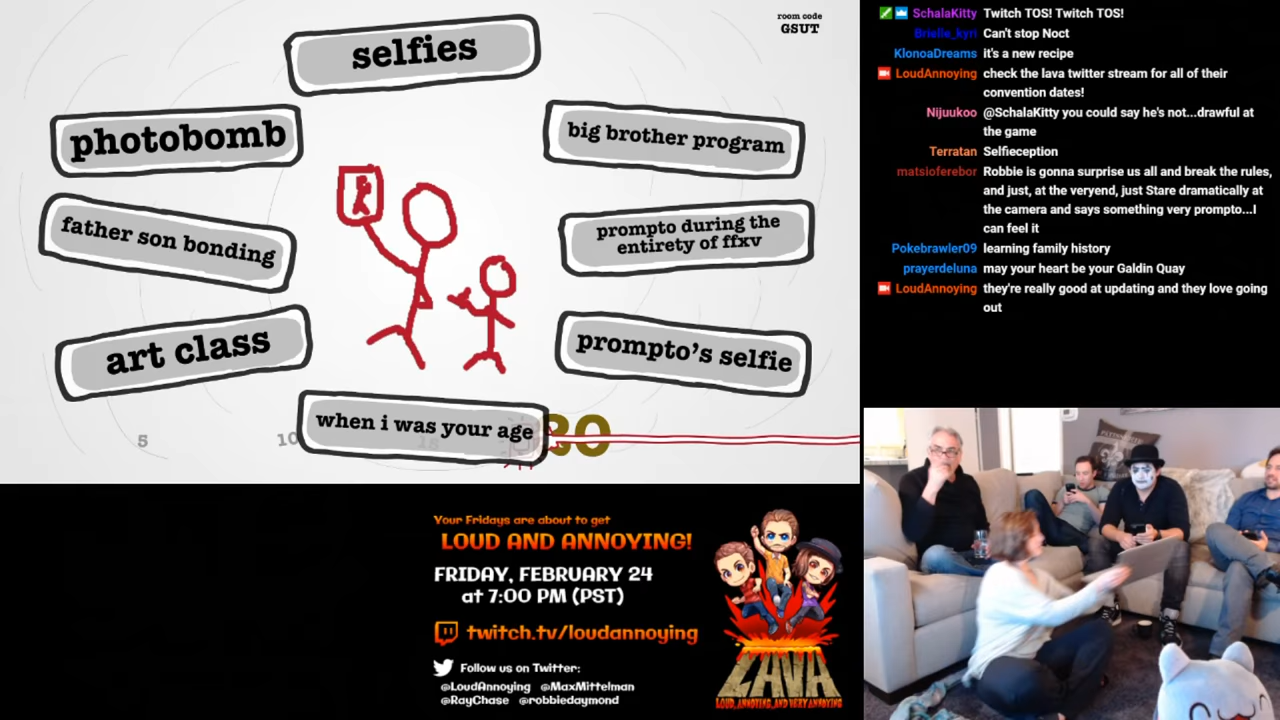 room code
GSUT
selfies
photobomb
big brother program
father son bonding
prompto during the
entirety of ffxv
art class
prompto's selfie
when i was your age
5
10
30
SchalaKitty Twitch TOS! Twitch TOS!
Brielle_kyri Can't stop Noct
KlonoaDreams it's a new recipe
LoudAnnoying check the lava twitter stream for all of their
convention dates!
Nijuukoo @SchalaKitty you could say he's not...drawful at
the game
Terratan Selfieception
matsioferebor Robbie is gonna surprise us all and break the rules,
and just, at the veryend, just Stare dramatically at
the camera and says something very prompto...I
can feel it
Pokebrawler09 learning family history
prayerdeluna may your heart be your Galdin Quay
LoudAnnoying they're really good at updating and they love going
out
Your Fridays are about to get
LOUD AND ANNOYING!
FRIDAY, FEBRUARY 24
at 7:00 PM (PST)
twitch.tv/loudannoying
Follow us on Twitter:
@LoudAnnoying @MaxMittelman
@RayChase @robbiedaymond
LAVA
LOUD, ANNOYING, AND VERY ANNOYING